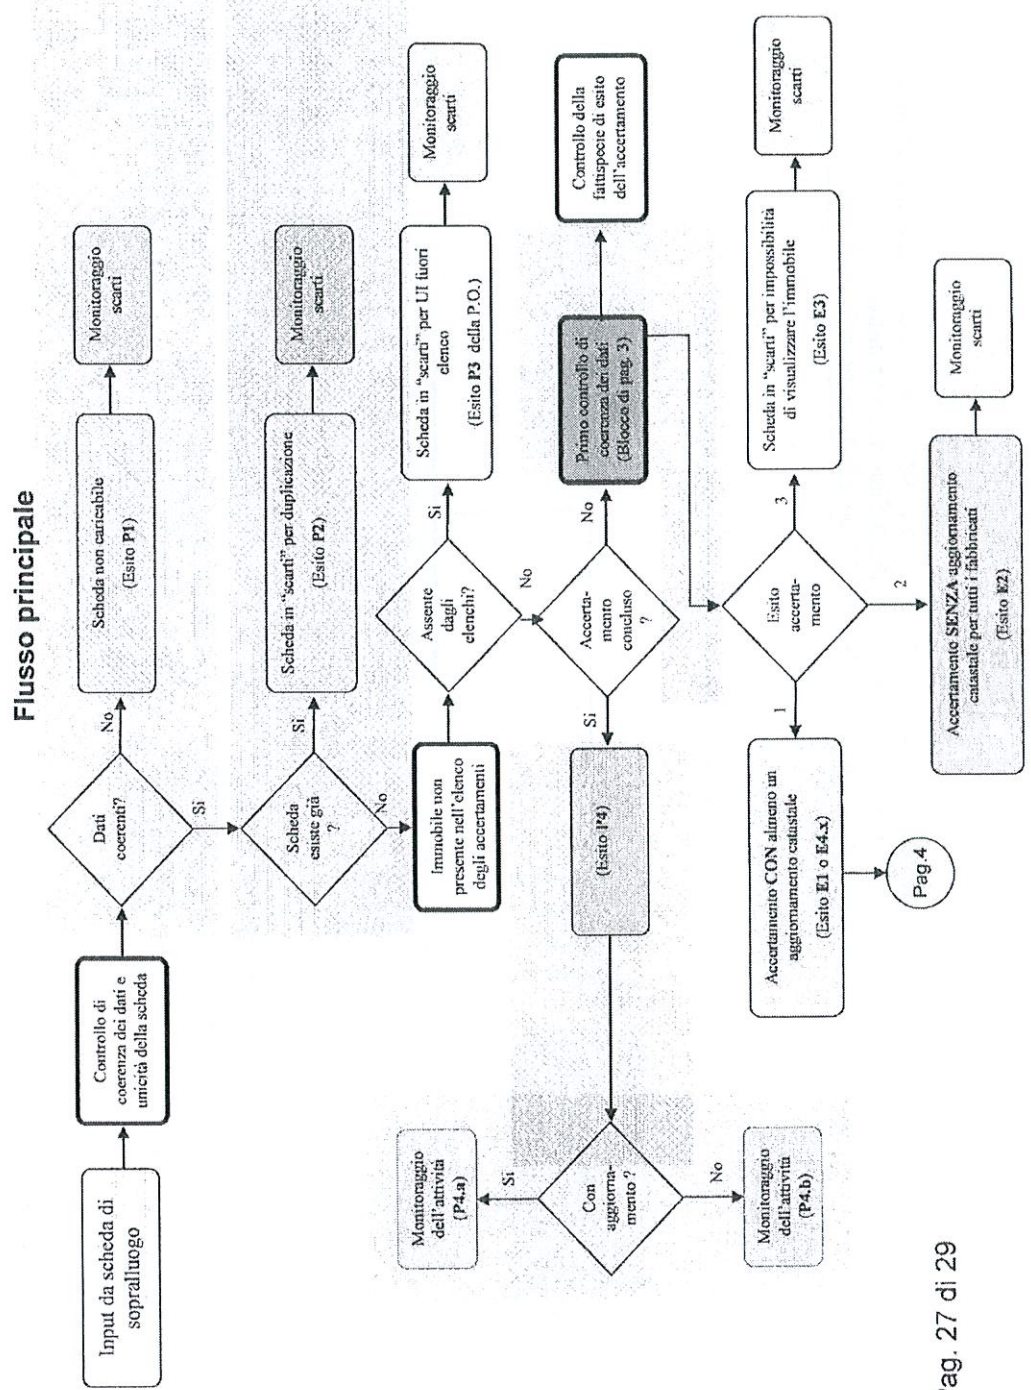 Flusso principale
Input da scheda di
sopralluogo
Controllo di
coerenza dei dati e
unicità della scheda
Dati
coerenti?
No
Scheda non caricabile
(Esito P1)
Monitoraggio
scarti
Si
Scheda
esiste già
?
Si
Scheda in "scarti" per duplicazione
(Esito P2)
Monitoraggio
scarti
No
Immobile non
presente nell'elenco
degli accertamenti
Assente
dagli
elenchi?
Si
Scheda in "scarti" per UI fuori
elenco
(Esito P3 della P.O.)
Monitoraggio
scarti
No
Accerta-
mento
concluso
?
No
Primo controllo di
coerenza dei dati
(Blocco di pag. 3)
Controllo della
fattispecie di esito
dell'accertamento
Si
(Esito P4)
Con
aggiorna-
mento ?
Si
Monitoraggio
dell'attività
(P4.a)
No
Monitoraggio
dell'attività
(P4.b)
Esito
accerta-
mento
3
Scheda in "scarti" per impossibilità
di visualizzare l'immobile
(Esito E3)
Monitoraggio
scarti
1
Accertamento CON almeno un
aggiornamento catastale
(Esito E1 o E4.x)
Pag.4
2
Accertamento SENZA aggiornamento
catastale per tutti i fabbricati
(Esito E2)
Monitoraggio
scarti
ag. 27 di 29